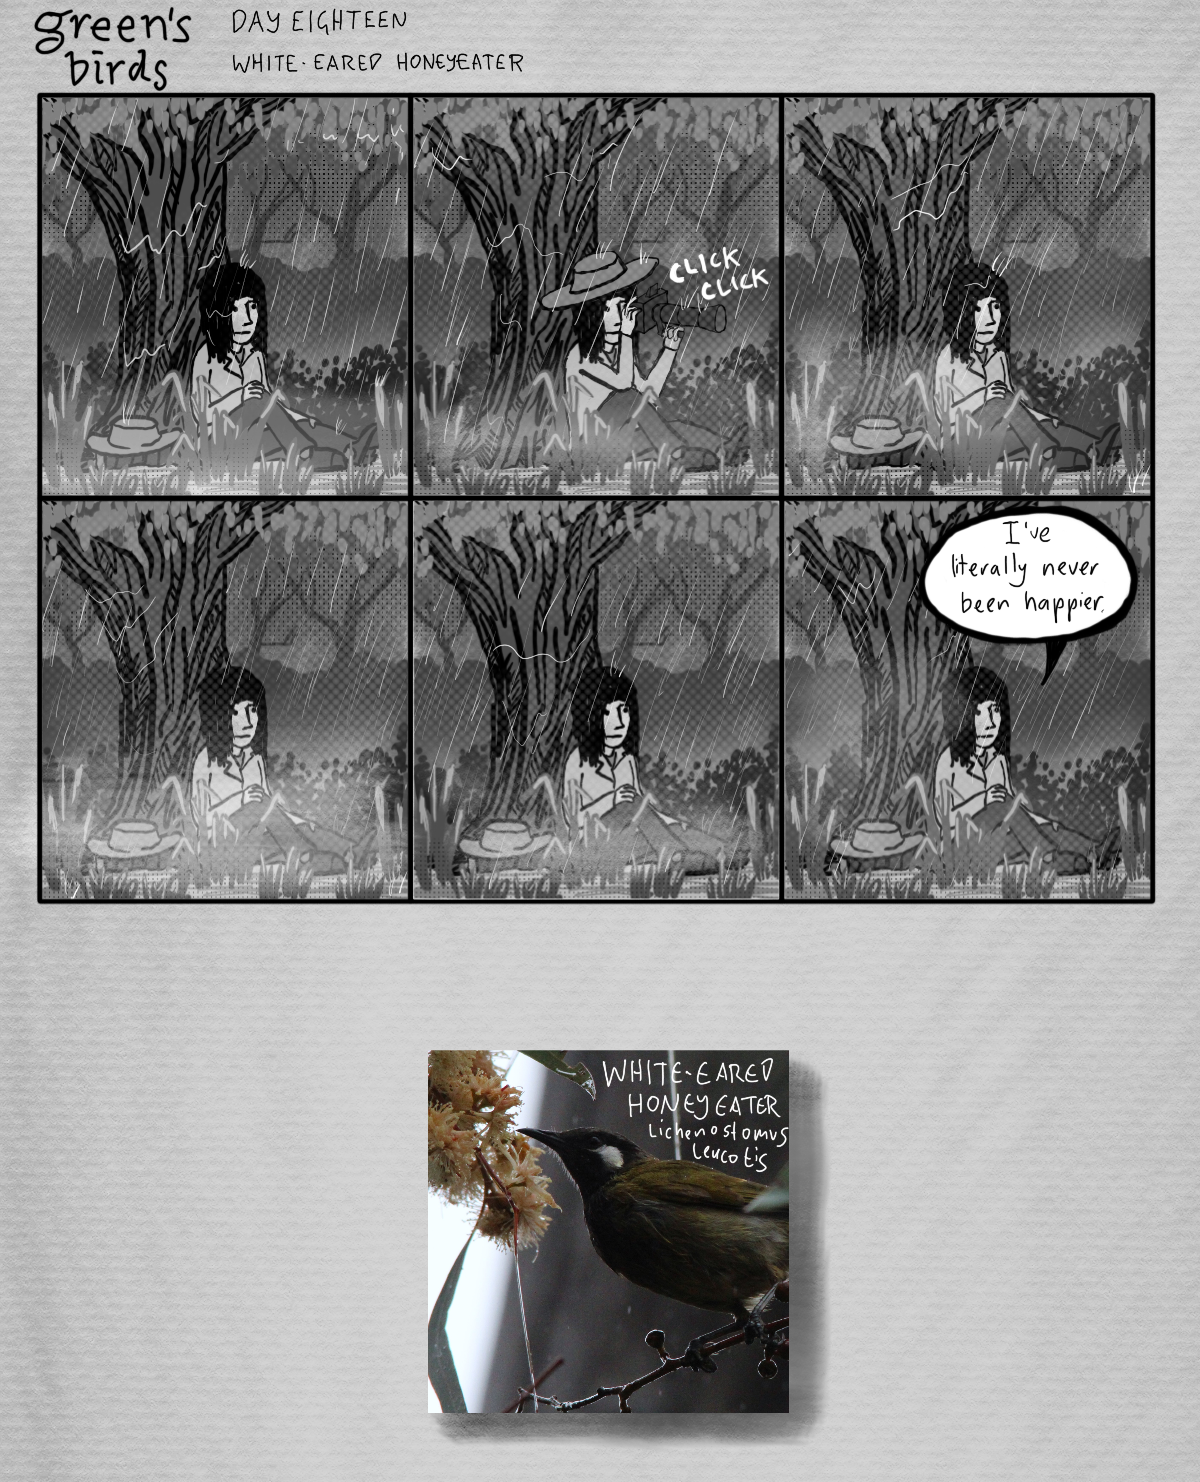 green's
birds
DAY EIGHTEEN
WHITE-EARED HONEYEATER
CLICK
CLICK
I've
literally never
been happier.
WHITE-EARED
HONEYEATER
Lichenostomus
leucotis